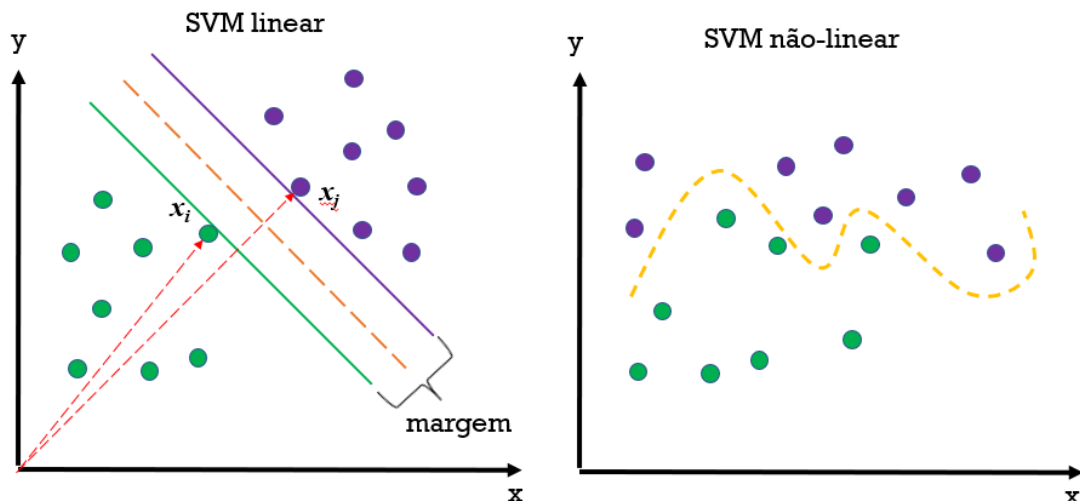 SVM linear
y
x_i
x_j
margem
x
SVM não-linear
y
x